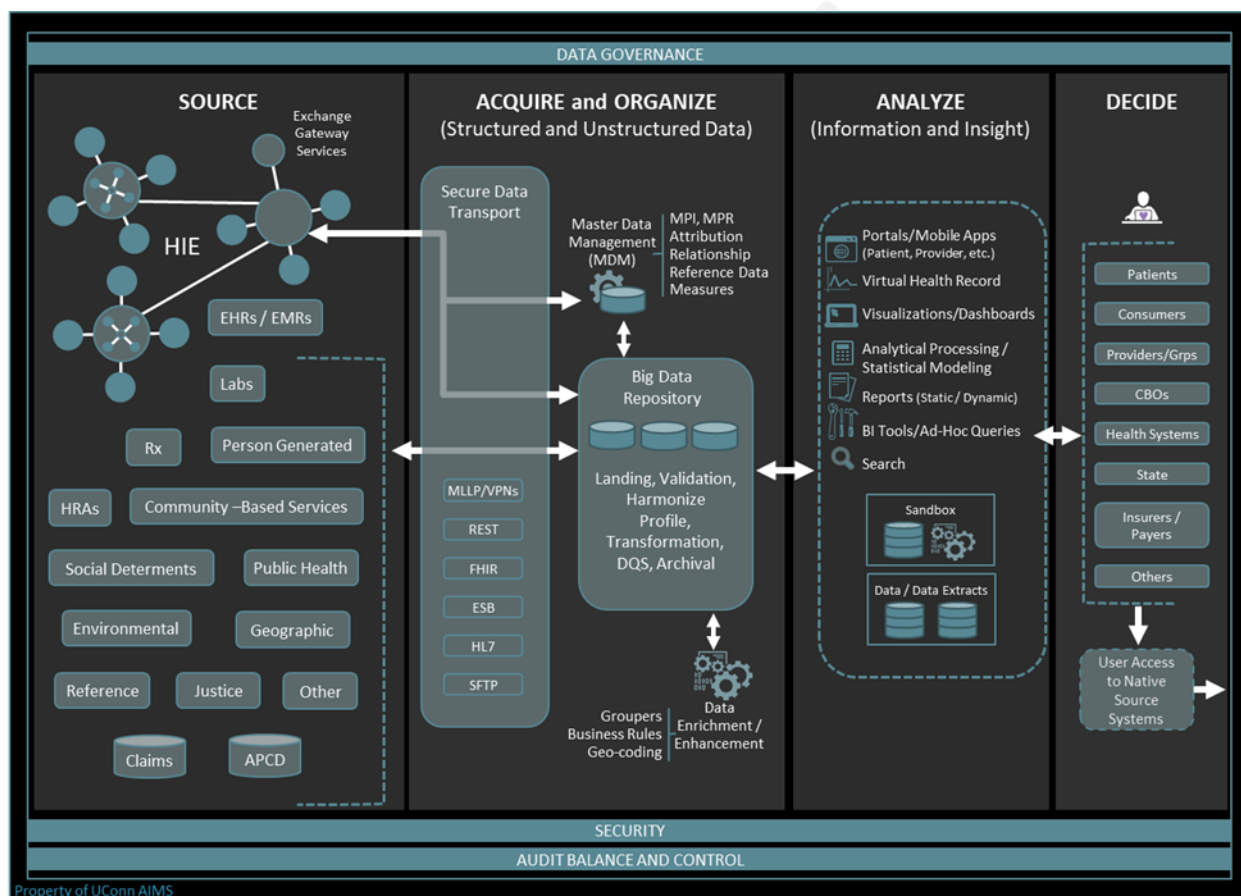 DATA GOVERNANCE
SOURCE
Exchange
Gateway
Services
HIE
EHRs / EMRs
Labs
Rx
Person Generated
HRAs
Community –Based Services
Social Determents
Public Health
Environmental
Geographic
Reference
Justice
Other
Claims
APCD
ACQUIRE and ORGANIZE
(Structured and Unstructured Data)
Secure Data
Transport
MLLP/VPNs
REST
FHIR
ESB
HL7
SFTP
Master Data
Management
(MDM)
MPI, MPR
Attribution
Relationship
Reference Data
Measures
Big Data
Repository
Landing, Validation,
Harmonize
Profile,
Transformation,
DQS, Archival
Groupers
Business Rules
Geo-coding
Data
Enrichment /
Enhancement
ANALYZE
(Information and Insight)
Portals/Mobile Apps
(Patient, Provider, etc.)
Virtual Health Record
Visualizations/Dashboards
Analytical Processing /
Statistical Modeling
Reports (Static / Dynamic)
BI Tools/Ad-Hoc Queries
Search
Sandbox
Data / Data Extracts
DECIDE
Patients
Consumers
Providers/Grps
CBOs
Health Systems
State
Insurers /
Payers
Others
User Access
to Native
Source
Systems
SECURITY
AUDIT BALANCE AND CONTROL
Property of UConn AIMS